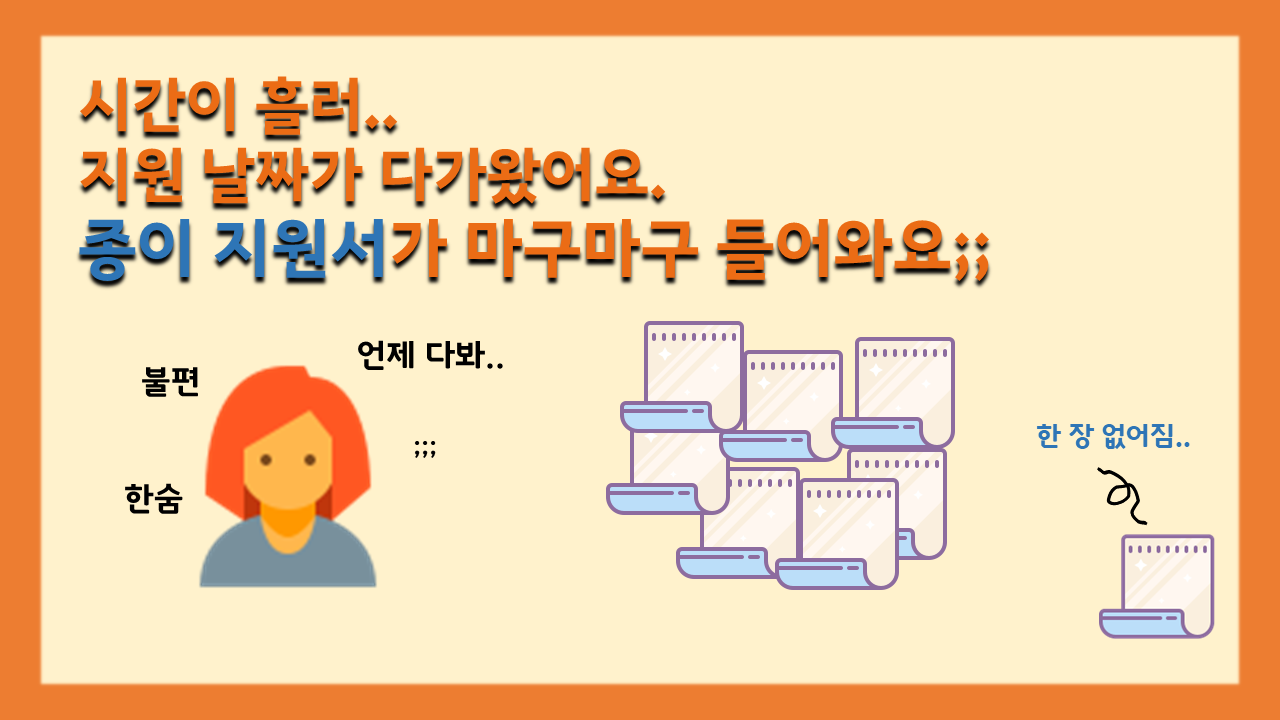 시간이 흘러..
지원 날짜가 다가왔어요.
종이 지원서가 마구마구 들어와요;;
언제 다봐..
불편
;;;
한숨
한 장 없어짐..